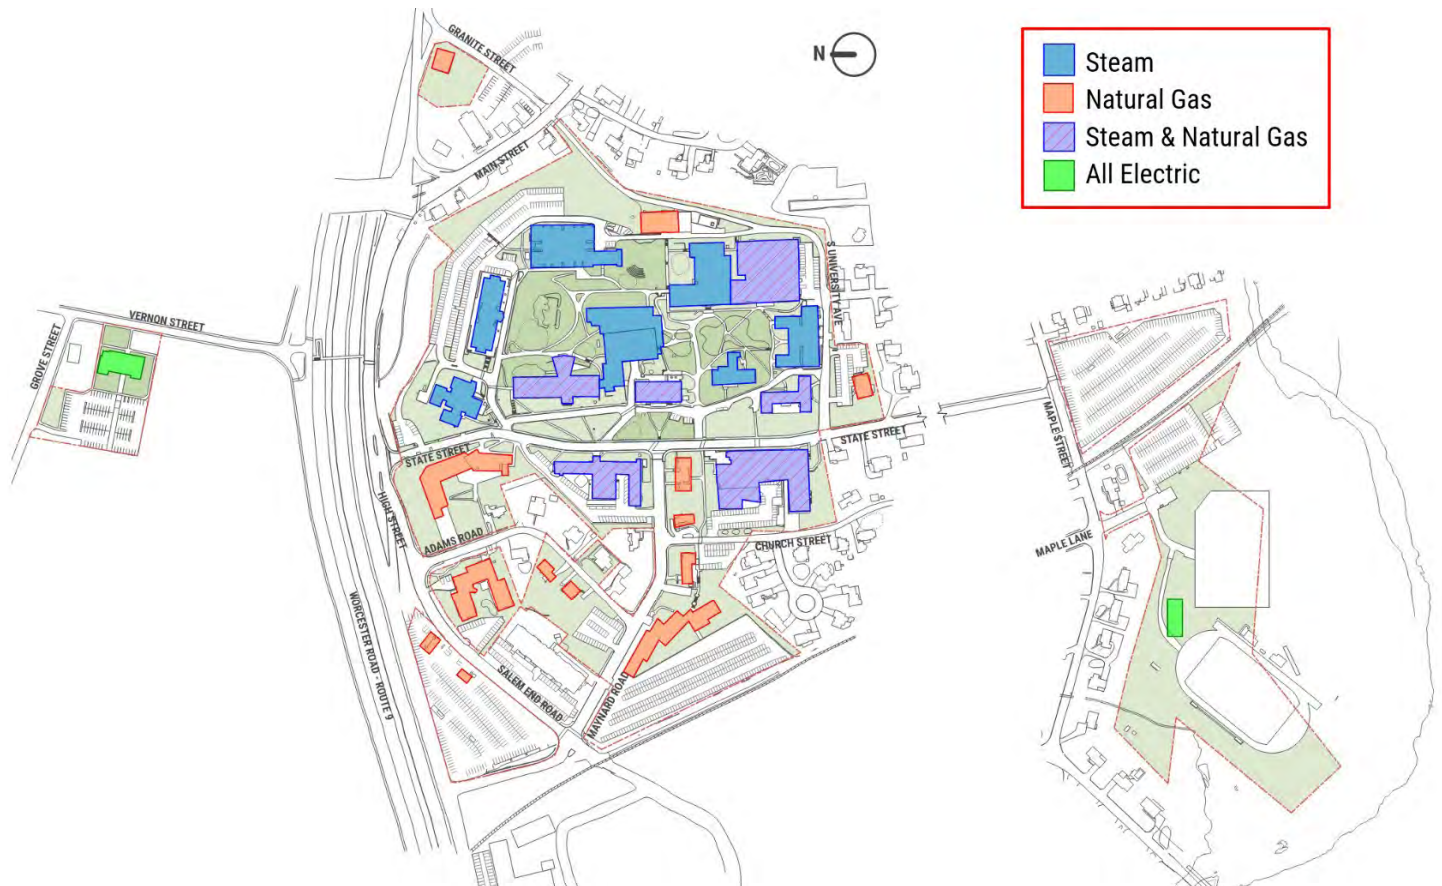 GRANITE STREET
N
Steam
Natural Gas
Steam & Natural Gas
All Electric
MAIN STREET
S UNIVERSITY AVE
VERNON STREET
GROVE STREET
STATE STREET
STATE STREET
MAPLE STREET
HIGH STREET
ADAMS ROAD
CHURCH STREET
MAPLE LANE
WORCESTER ROAD - ROUTE 9
SALEM END ROAD
MAYNARD ROAD